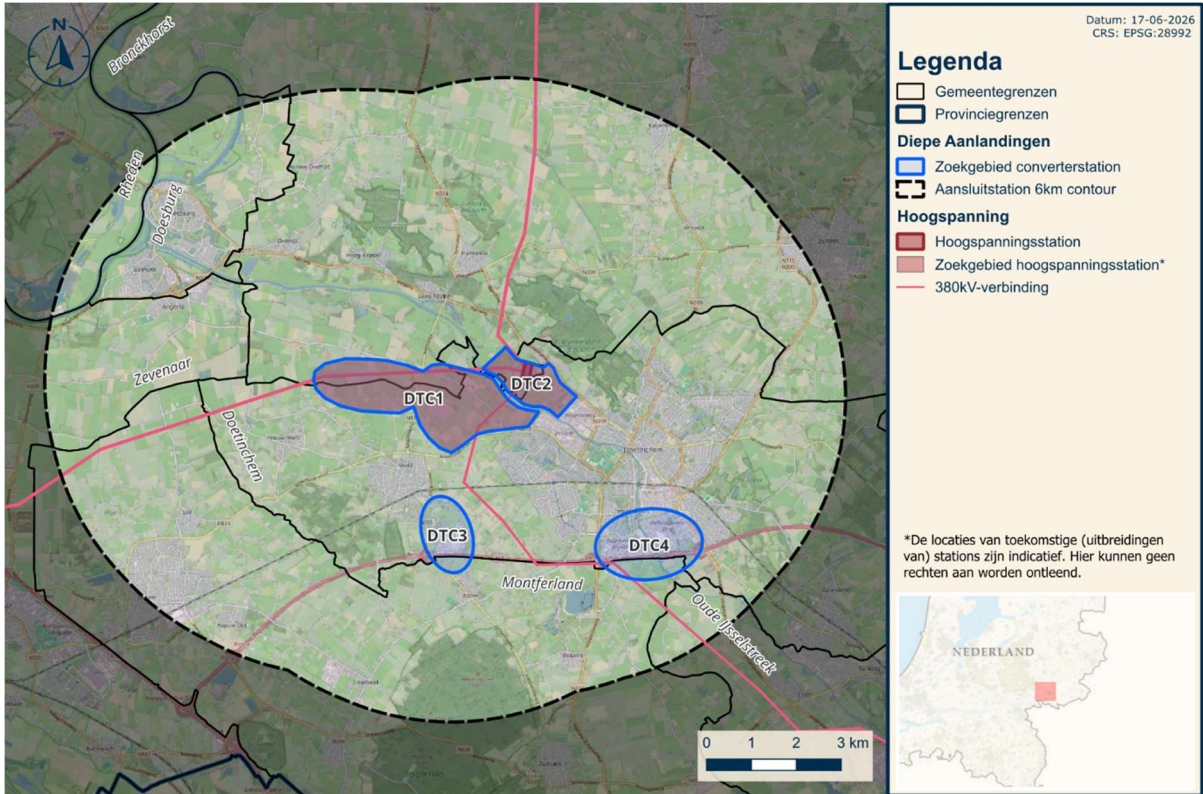 N
Bronckhorst
Rheden
Doesburg
Zevenaar
Doetinchem
DTC1
DTC2
DTC3
DTC4
Montferland
Oude IJsselstreek
0 1 2 3 km
Datum: 17-06-2026
CRS: EPSG:28992
Legenda
Gemeentegrenzen
Provinciegrenzen
Diepe Aanlandingen
Zoekgebied converterstation
Aansluitstation 6km contour
Hoogspanning
Hoogspanningsstation
Zoekgebied hoogspanningsstation*
380kV-verbinding
*De locaties van toekomstige (uitbreidingen
van) stations zijn indicatief. Hier kunnen geen
rechten aan worden ontleend.
NEDERLAND